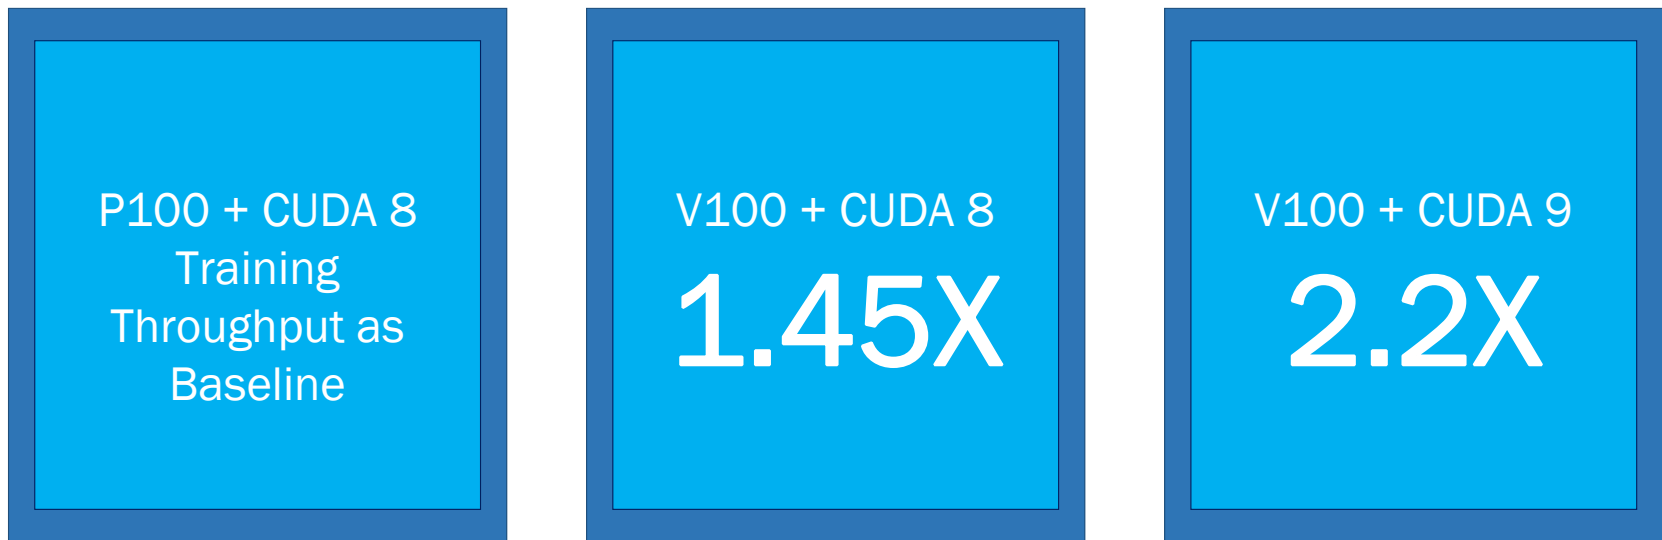 P100 + CUDA 8
Training
Throughput as
Baseline
V100 + CUDA 8
1.45X
V100 + CUDA 9
2.2X